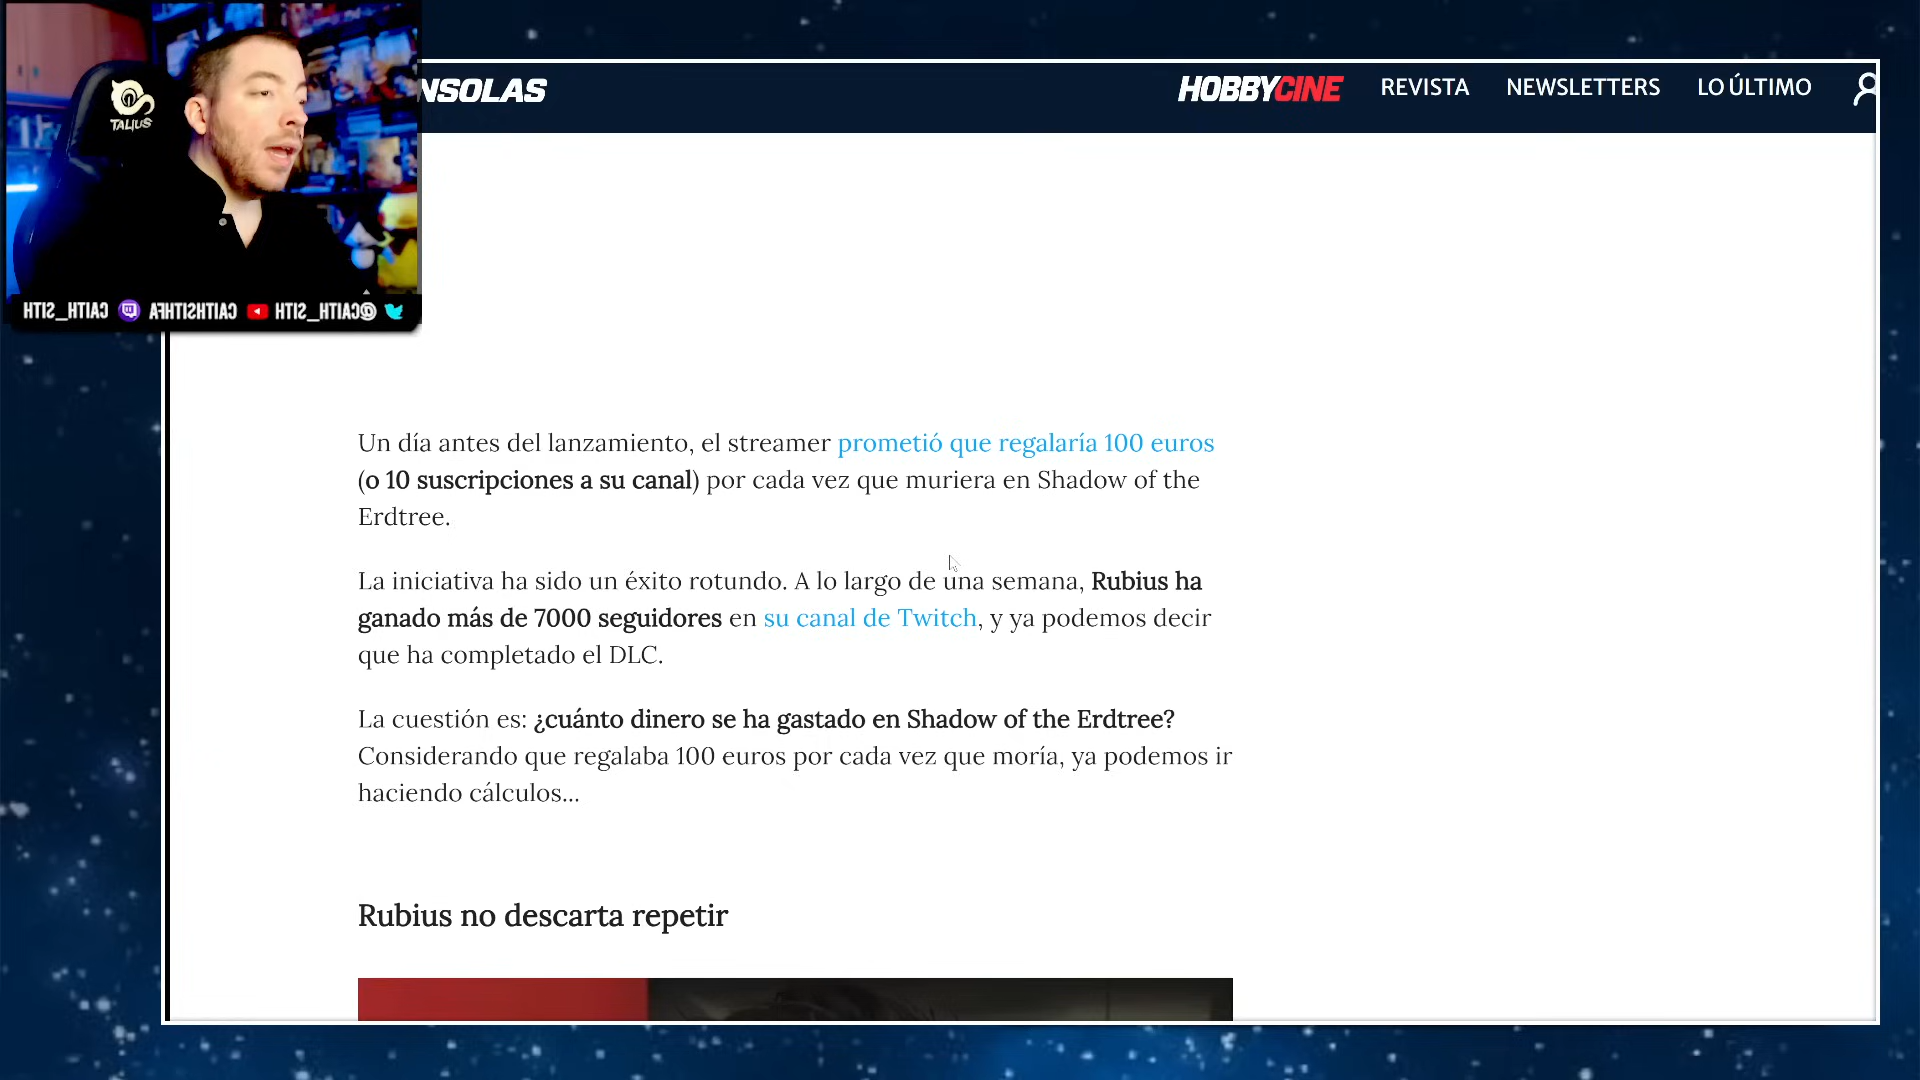 NSOLAS
HOBBYCINE
REVISTA
NEWSLETTERS
LO ÚLTIMO
TALIUS
CAITH_SITH
CAITHSITHFA
@CAITH_SITH
Un día antes del lanzamiento, el streamer prometió que regalaría 100 euros
(o 10 suscripciones a su canal) por cada vez que muriera en Shadow of the
Erdtree.
La iniciativa ha sido un éxito rotundo. A lo largo de una semana, Rubius ha
ganado más de 7000 seguidores en su canal de Twitch, y ya podemos decir
que ha completado el DLC.
La cuestión es: ¿cuánto dinero se ha gastado en Shadow of the Erdtree?
Considerando que regalaba 100 euros por cada vez que moría, ya podemos ir
haciendo cálculos...
Rubius no descarta repetir